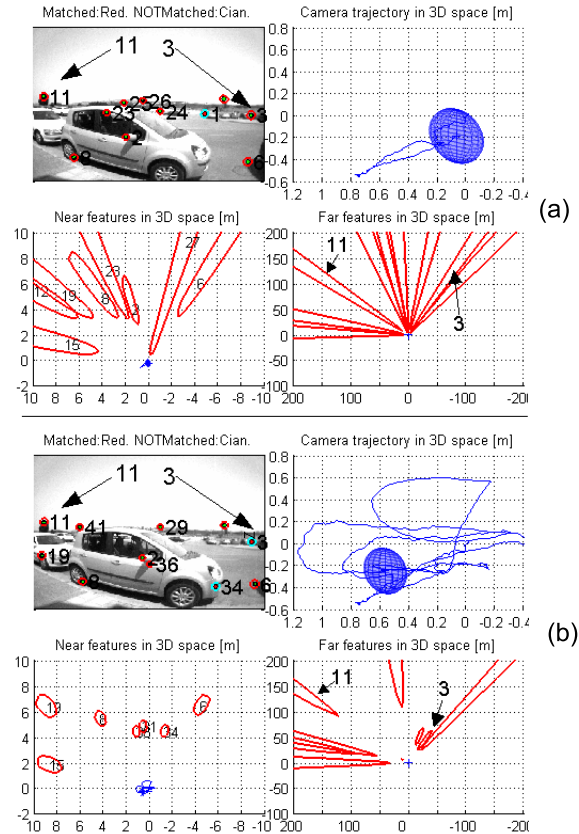 Matched:Red. NOTMatched:Cian.
Camera trajectory in 3D space [m]
11 3
11 25 26 23 24 1 3
2
8 6
0.8
0.6
0.4
0.2
0
-0.2
-0.4
-0.6
1.2 1 0.8 0.6 0.4 0.2 0 -0.2 -0.4
(a)
Near features in 3D space [m]
Far features in 3D space [m]
10
8
6
4
2
0
-2
10 8 6 4 2 0 -2 -4 -6 -8 -10
27
23
12 19 8 2 6
15
200
150
100
50
0
-50
-100
200 100 0 -100 -200
11
3
Matched:Red. NOTMatched:Cian.
Camera trajectory in 3D space [m]
11 3
11 41 29 3
19 2 36
8 34 6
0.8
0.6
0.4
0.2
0
-0.2
-0.4
-0.6
1.2 1 0.8 0.6 0.4 0.2 0 -0.2 -0.4
(b)
Near features in 3D space [m]
Far features in 3D space [m]
10
8
6
4
2
0
-2
10 8 6 4 2 0 -2 -4 -6 -8 -10
8 6
34
15
200
150
100
50
0
-50
-100
200 100 0 -100 -200
11
3